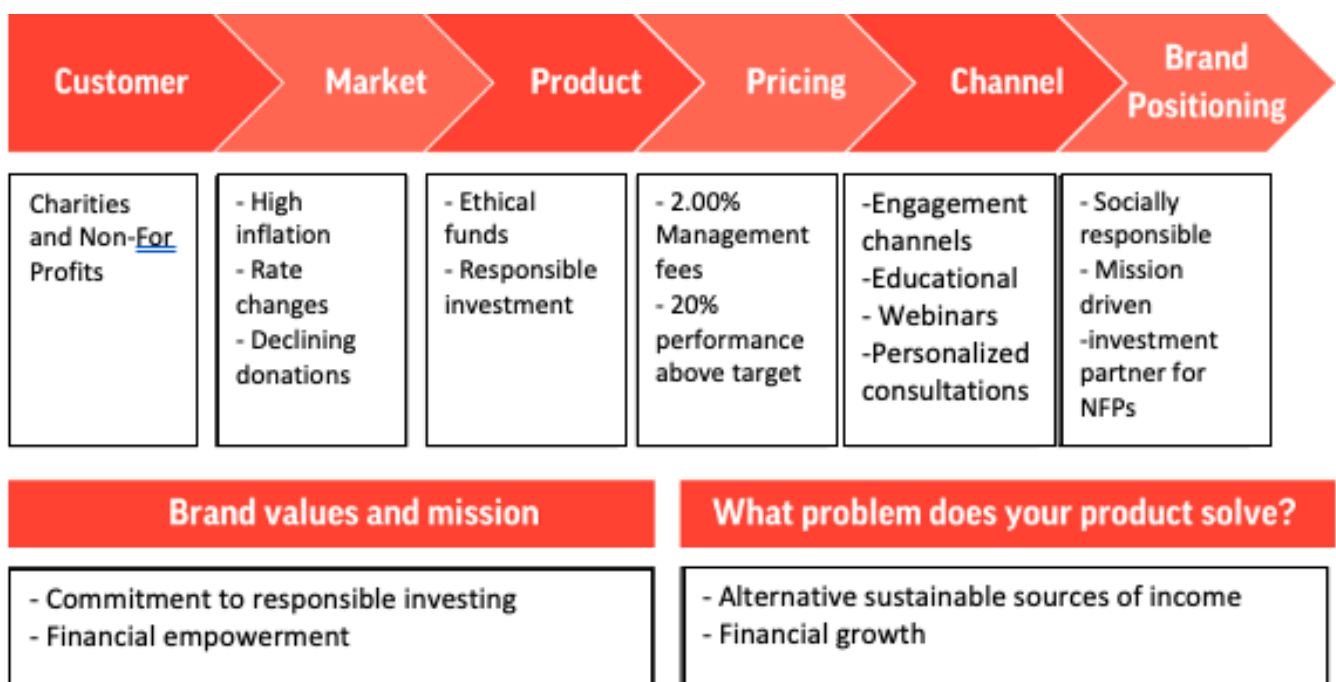 Customer
Market
Product
Pricing
Channel
Brand
Positioning
Charities
and Non-For
Profits
- High
inflation
- Rate
changes
- Declining
donations
- Ethical
funds
- Responsible
investment
- 2.00%
Management
fees
- 20%
performance
above target
-Engagement
channels
-Educational
- Webinars
-Personalized
consultations
- Socially
responsible
- Mission
driven
-investment
partner for
NFPs
Brand values and mission
What problem does your product solve?
- Commitment to responsible investing
- Financial empowerment
- Alternative sustainable sources of income
- Financial growth